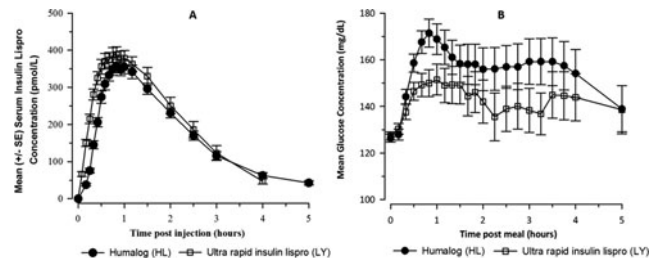 A
Mean (+/- SE) Serum Insulin Lispro
Concentration (pmol/L)
500
400
300
200
100
0
0
1
2
3
4
5
Time post injection (hours)
Humalog (HL)
Ultra rapid insulin lispro (LY)
B
Mean Glucose Concentration (mg/dL)
180
160
140
120
100
0
1
2
3
4
5
Time post meal (hours)
Humalog (HL)
Ultra rapid insulin lispro (LY)